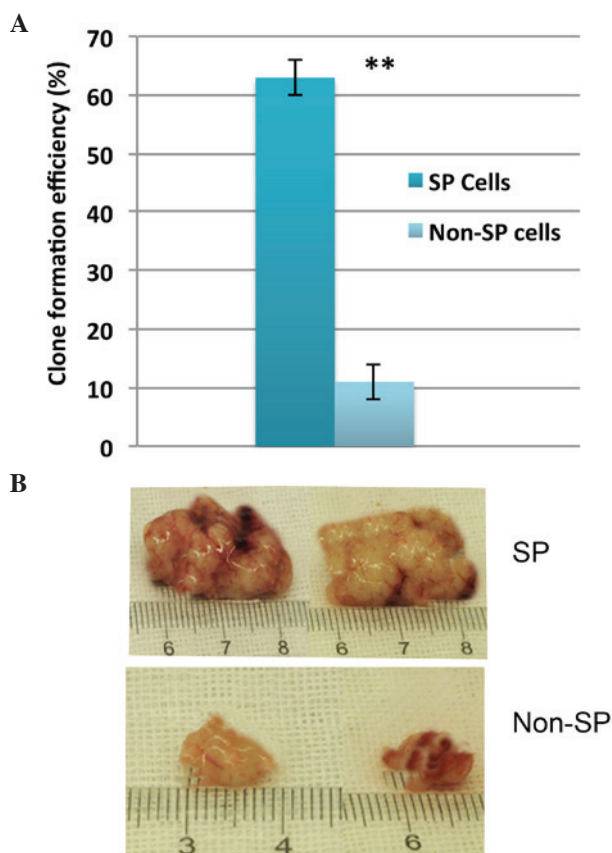 A
Clone formation efficiency (%)
70
60
50
40
30
20
10
0
**
SP Cells
Non-SP cells
B
6 7 8
6 7 8
SP
3 4
6
Non-SP